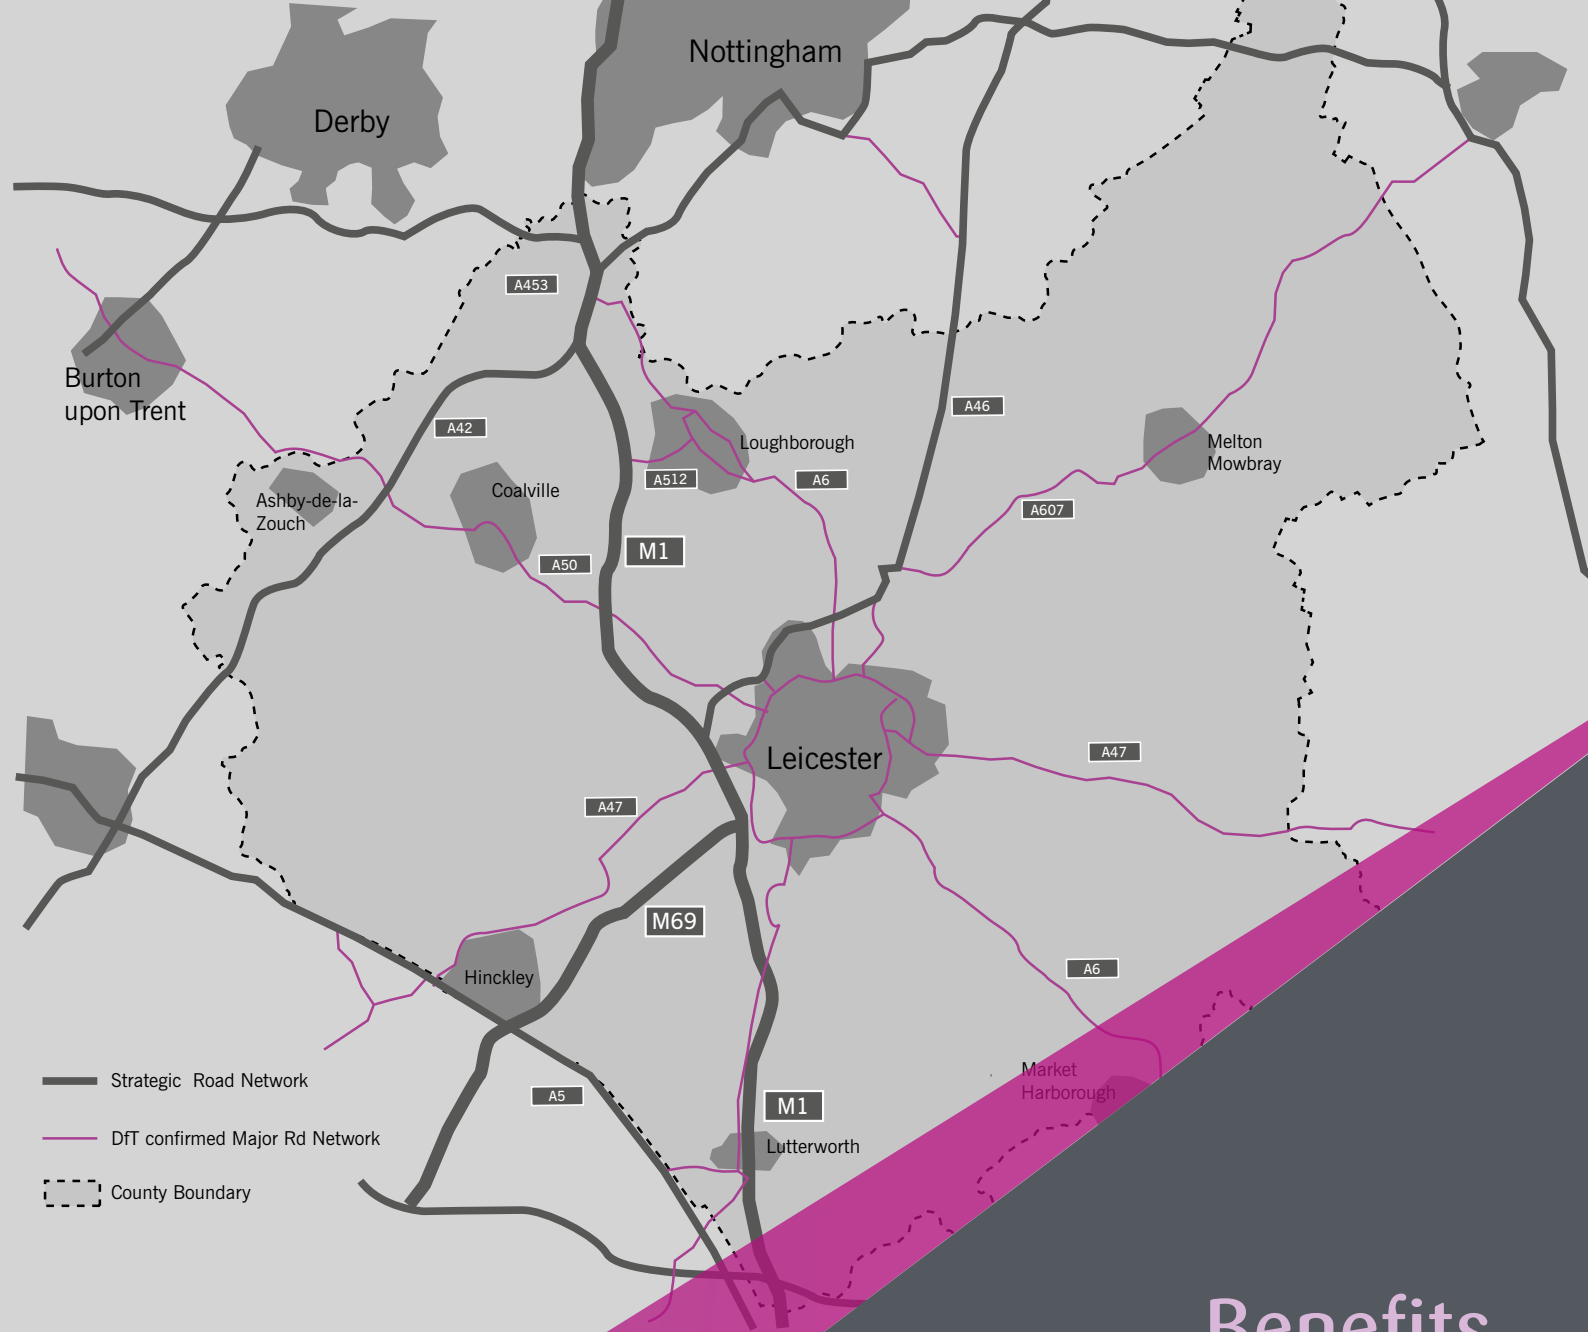 Nottingham
Derby
A453
Burton
upon Trent
A42
A46
Loughborough
Melton
Mowbray
Ashby-de-la-
Zouch
Coalville
A512
A6
A607
A50
M1
Leicester
A47
A47
M69
Hinckley
A6
Market
Harborough
Strategic Road Network
A5
M1
DfT confirmed Major Rd Network
Lutterworth
County Boundary
Benefits